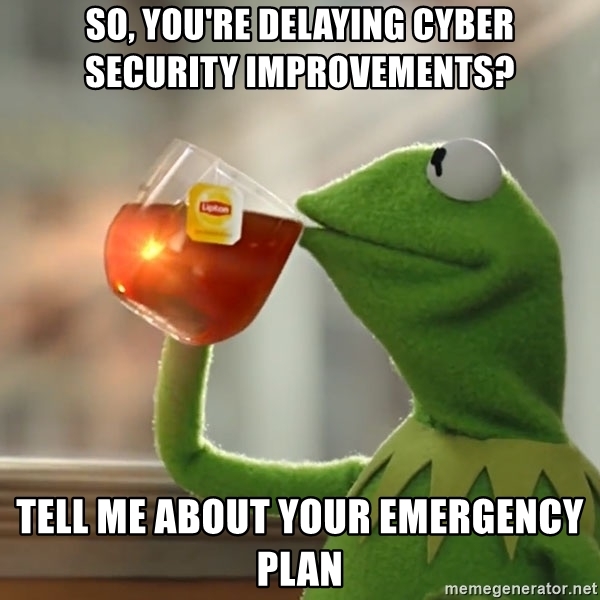 SO, YOU'RE DELAYING CYBER
SECURITY IMPROVEMENTS?
Lipton
TELL ME ABOUT YOUR EMERGENCY
PLAN
memegenerator.net